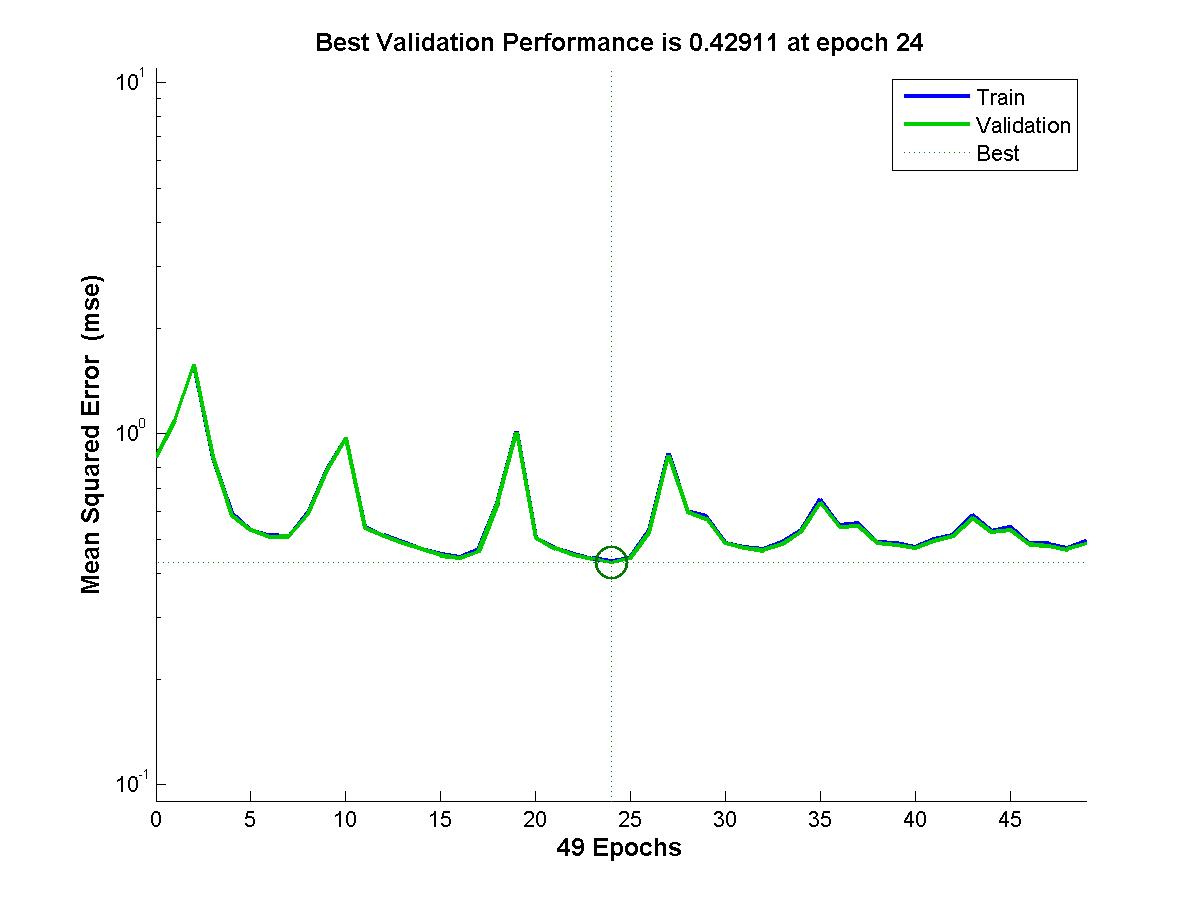 Best Validation Performance is 0.42911 at epoch 24
Train
Validation
Best
Mean Squared Error (mse)
10^1
10^0
10^-1
0 5 10 15 20 25 30 35 40 45
49 Epochs